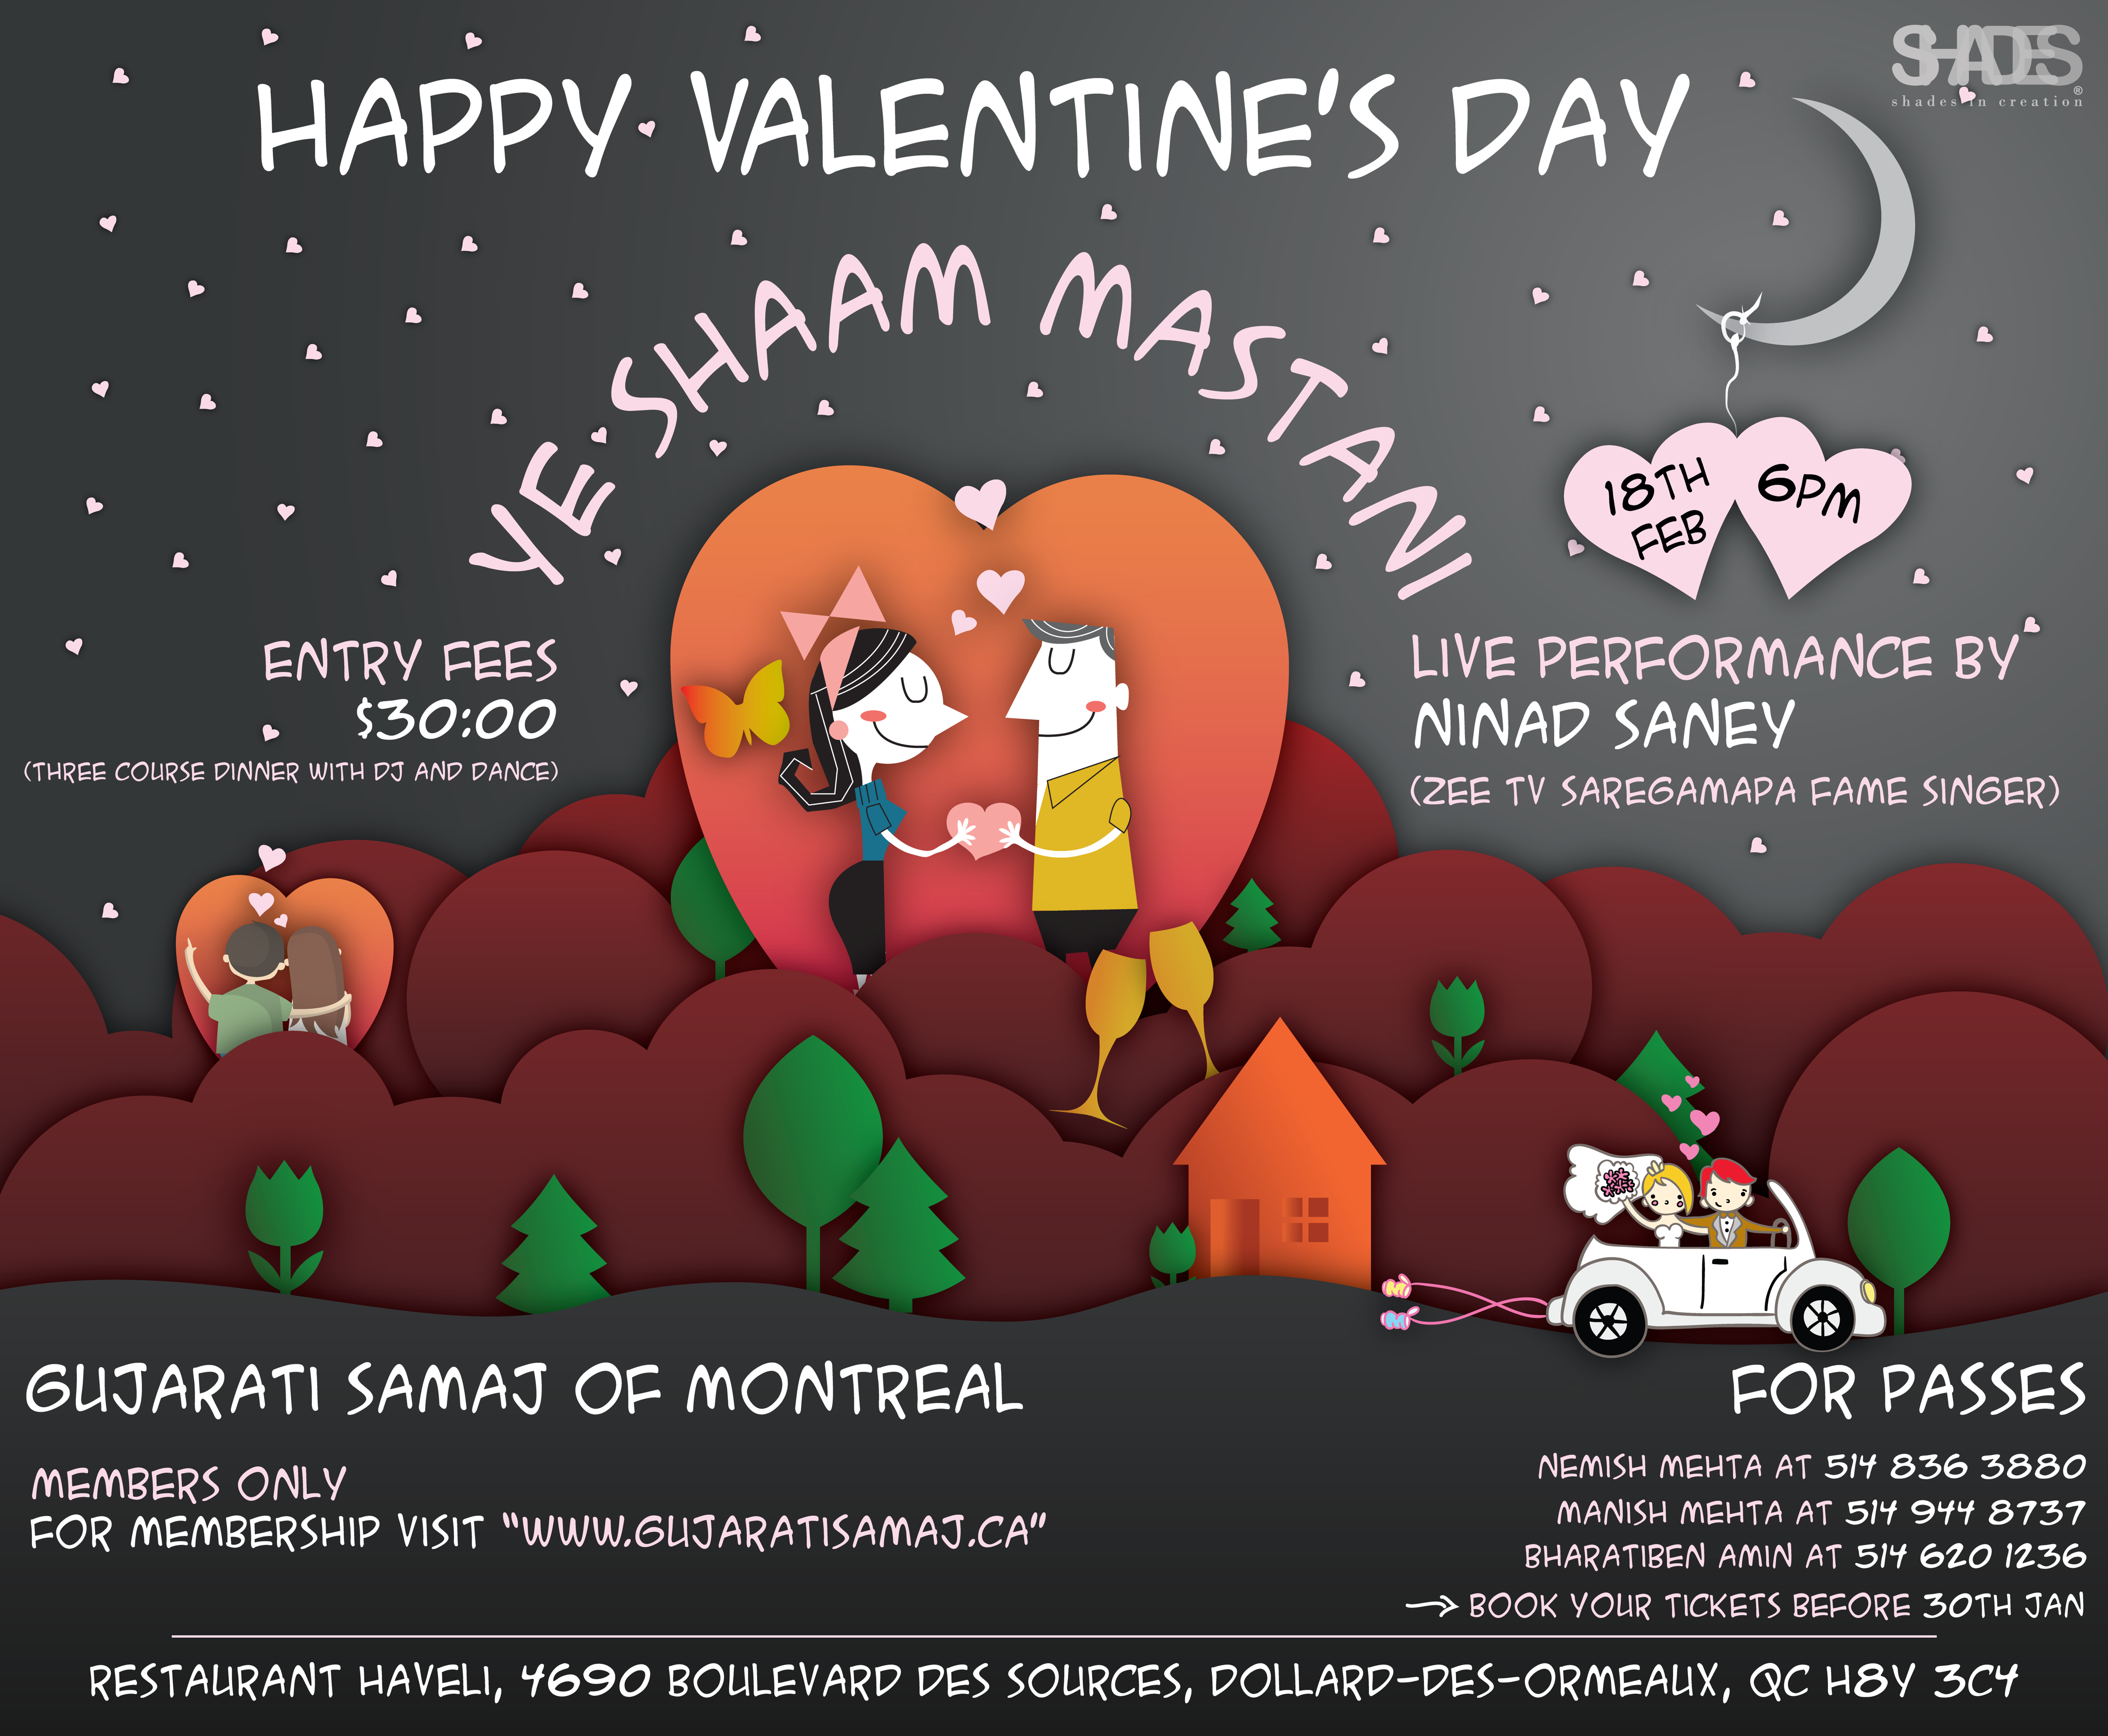 SHADES®
shades in creation
HAPPY VALENTINE'S DAY
YE SHAAM MASTANI
18TH
FEB
6PM
ENTRY FEES
$30:00
(THREE COURSE DINNER WITH DJ AND DANCE)
LIVE PERFORMANCE BY
NINAD SANEY
(ZEE TV SAREGAMAPA FAME SINGER)
GUJARATI SAMAJ OF MONTREAL
MEMBERS ONLY
FOR MEMBERSHIP VISIT "WWW.GUJARATISAMAJ.CA"
FOR PASSES
NEMISH MEHTA AT 514 836 3880
MANISH MEHTA AT 514 944 8737
BHARATIBEN AMIN AT 514 620 1236
→ BOOK YOUR TICKETS BEFORE 30TH JAN
RESTAURANT HAVELI, 4690 BOULEVARD DES SOURCES, DOLLARD-DES-ORMEAUX, QC H8Y 3C4